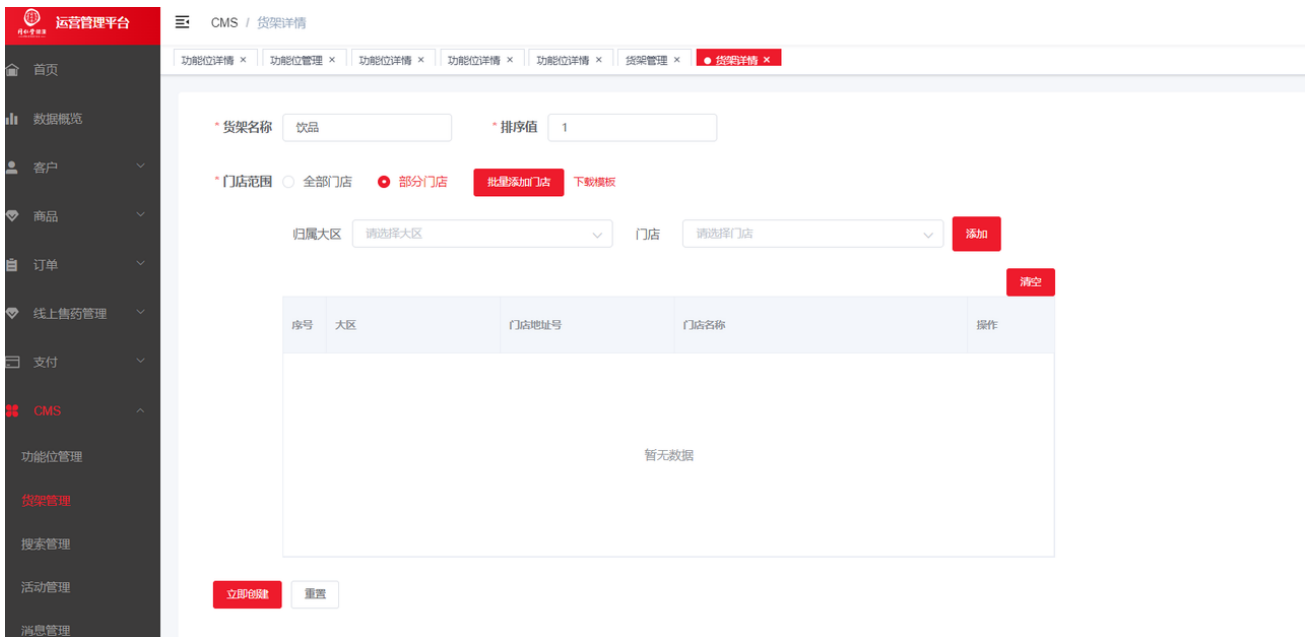 运营管理平台
CMS / 货架详情
功能位详情 × 功能位管理 × 功能位详情 × 功能位详情 × 功能位详情 × 货架管理 × 货架详情 ×
首页
数据概览
客户
商品
订单
线上售药管理
支付
CMS
功能位管理
货架管理
搜索管理
活动管理
消息管理
* 货架名称 饮品 * 排序值 1
* 门店范围 全部门店 部分门店 批量添加门店 下载模板
归属大区 请选择大区 门店 请选择门店 添加
清空
序号 大区 门店地址号 门店名称 操作
暂无数据
立即创建 重置